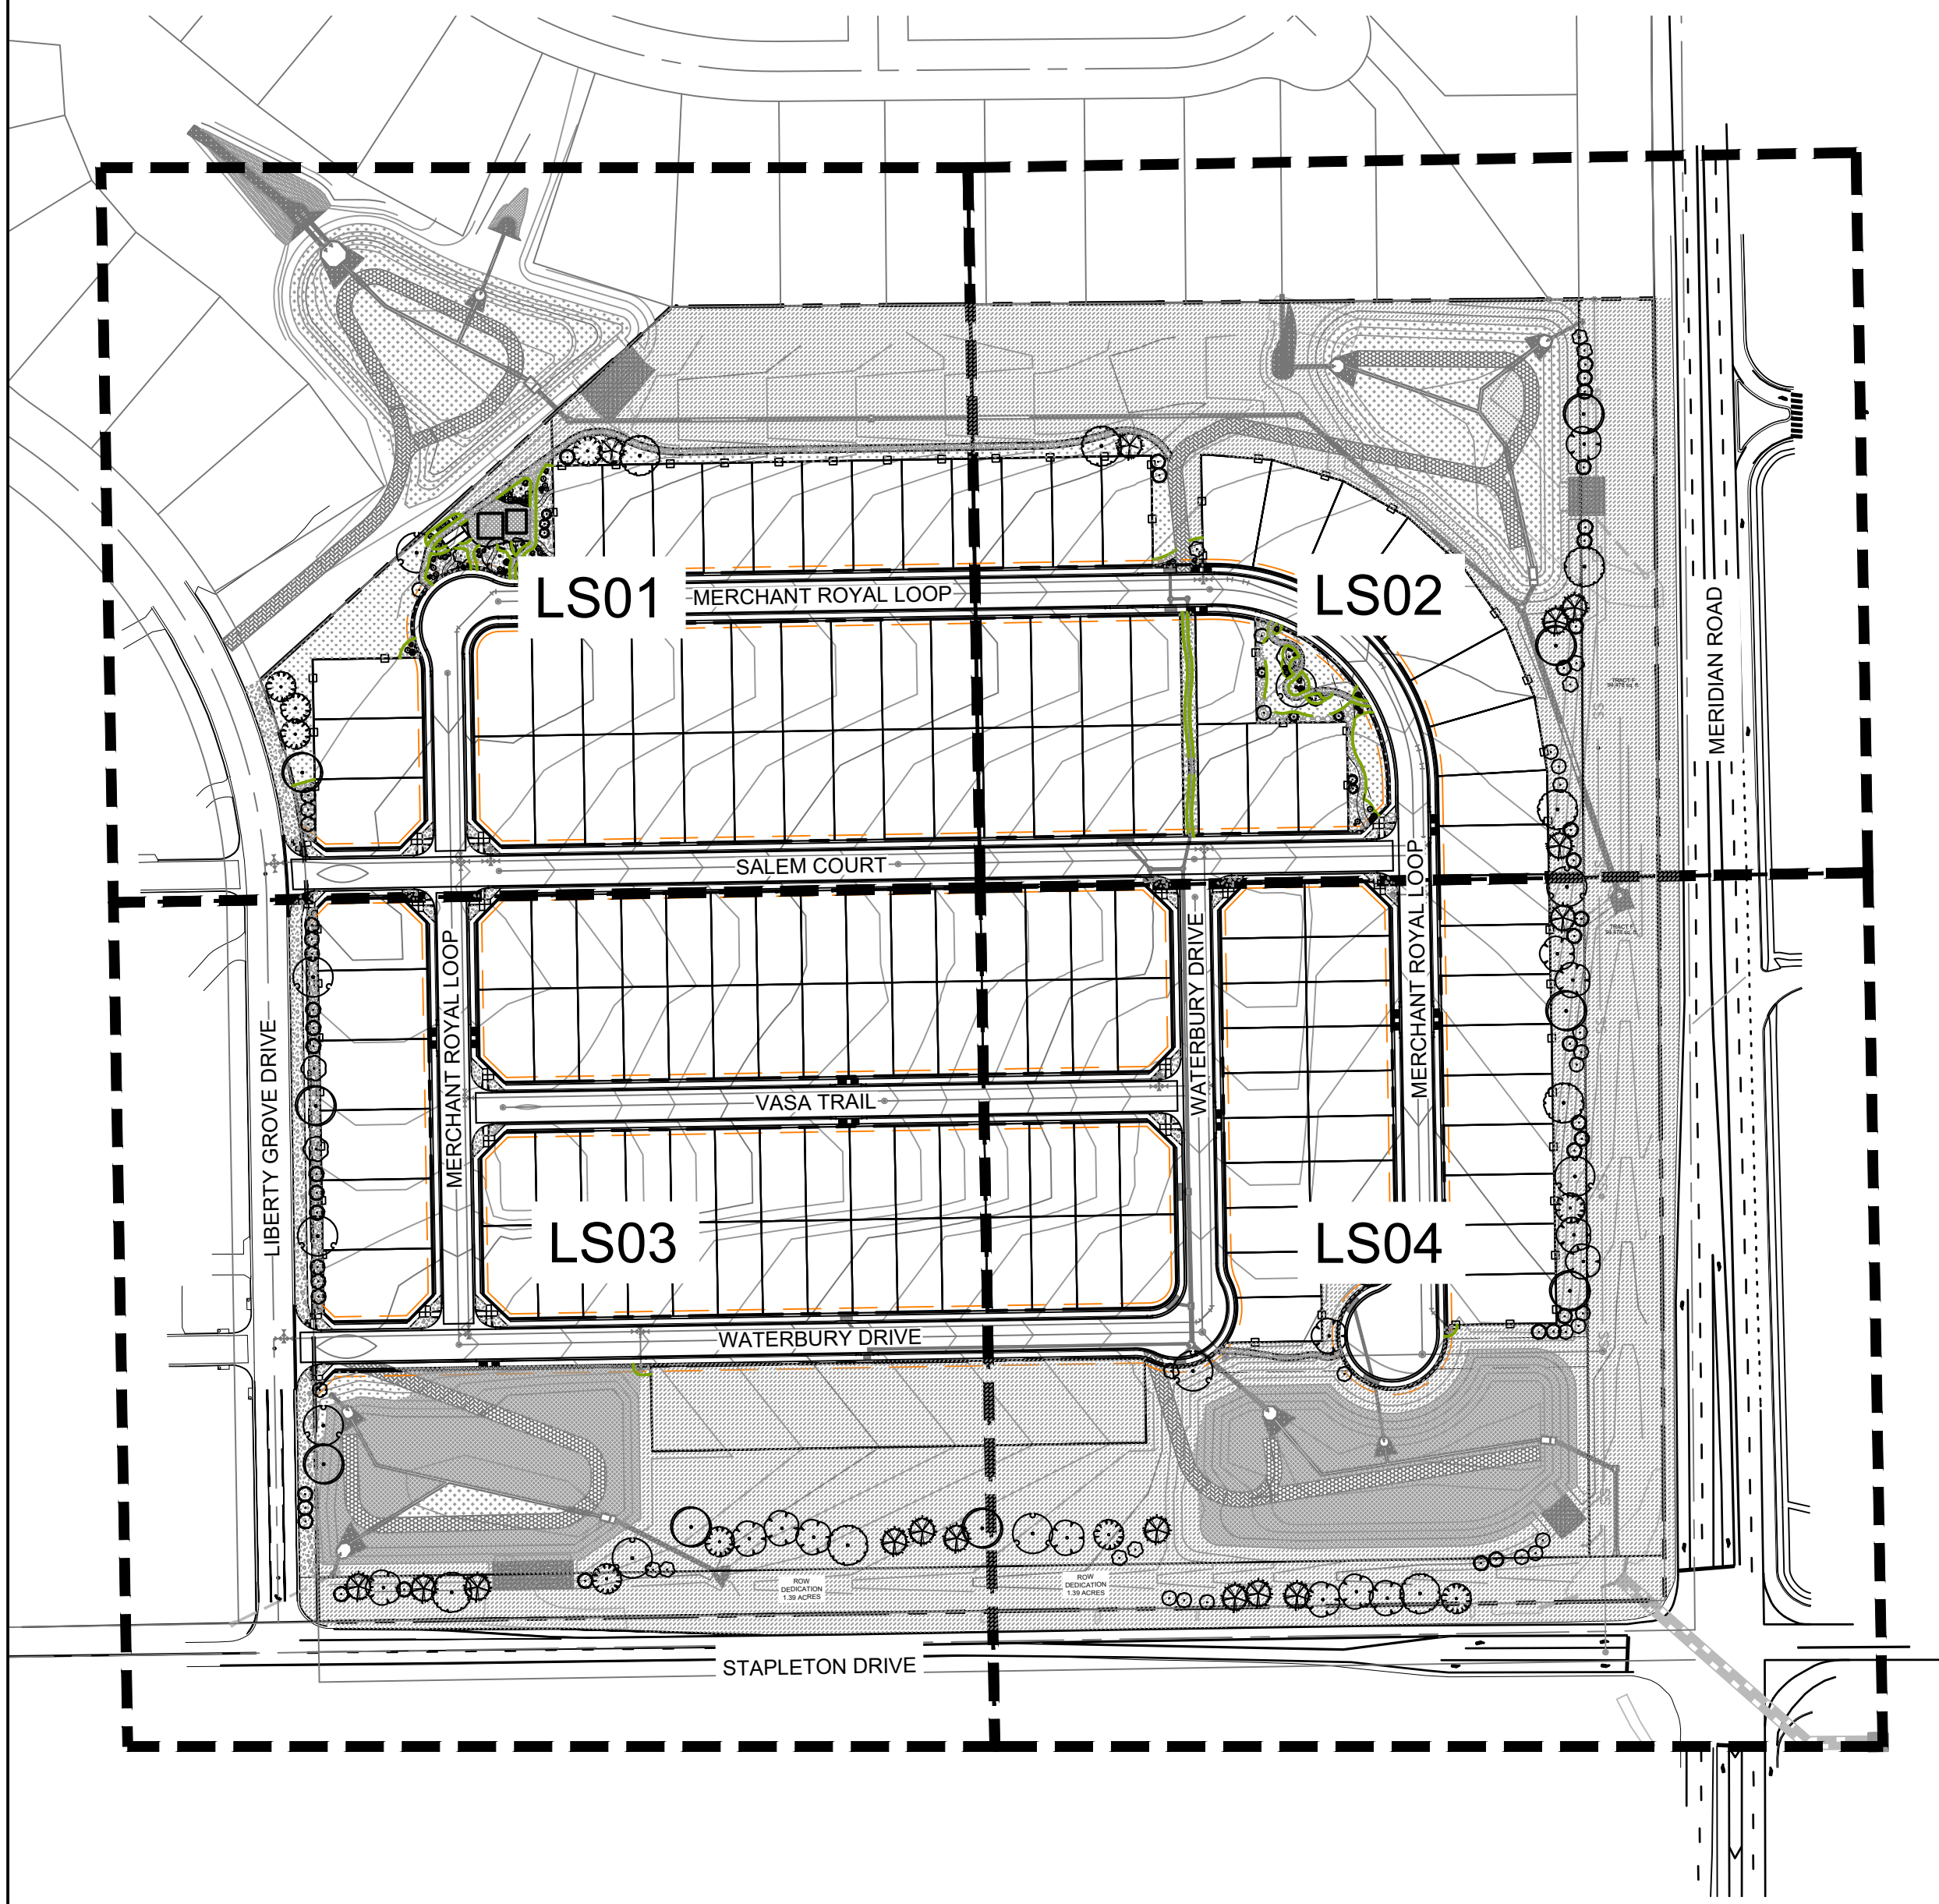 LS01
MERCHANT ROYAL LOOP
LS02
MERIDIAN ROAD
SALEM COURT
MERCHANT ROYAL LOOP
WATERBURY DRIVE
MERCHANT ROYAL LOOP
LIBERTY GROVE DRIVE
VASA TRAIL
LS03
LS04
WATERBURY DRIVE
ROW
DEDICATION
1.39 ACRES
ROW
DEDICATION
1.39 ACRES
STAPLETON DRIVE